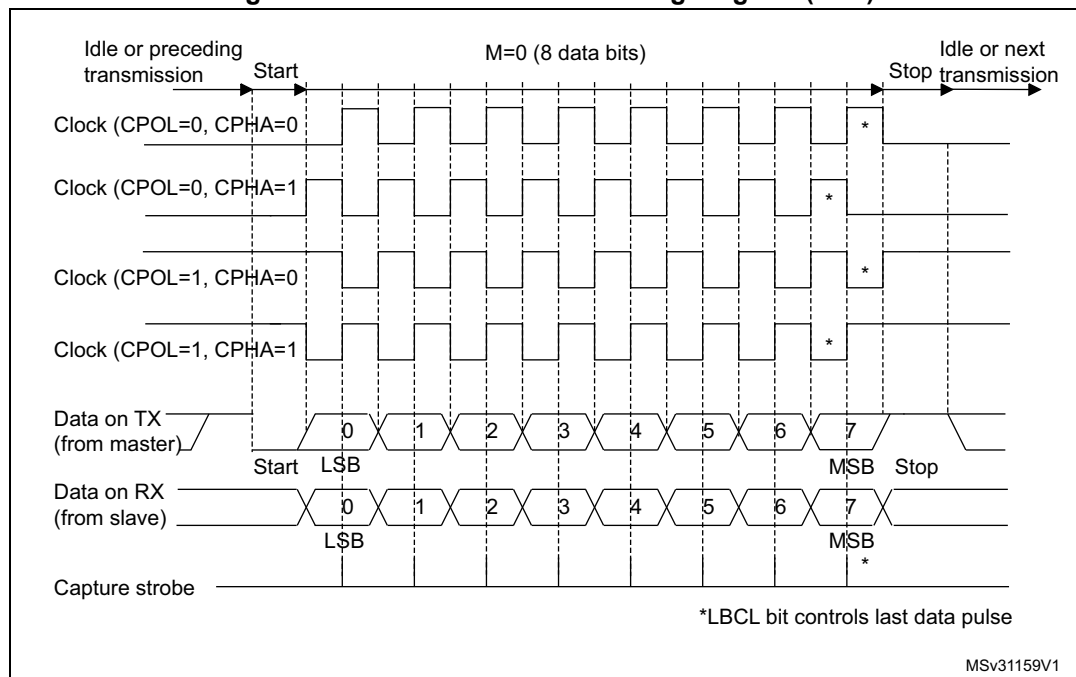 Idle or preceding
transmission
Start
M=0 (8 data bits)
Stop
Idle or next
transmission
Clock (CPOL=0, CPHA=0
*
Clock (CPOL=0, CPHA=1
*
Clock (CPOL=1, CPHA=0
*
Clock (CPOL=1, CPHA=1
*
Data on TX
(from master)
0 1 2 3 4 5 6 7
Start LSB MSB Stop
Data on RX
(from slave)
0 1 2 3 4 5 6 7
LSB MSB
*
Capture strobe
*LBCL bit controls last data pulse
MSv31159V1